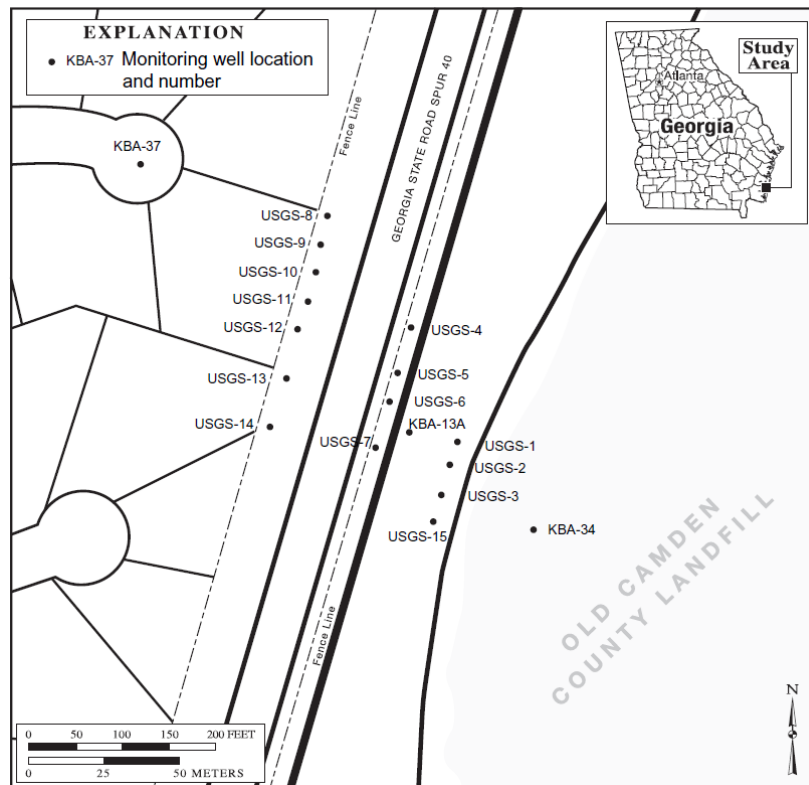 EXPLANATION
KBA-37 Monitoring well location
and number
Study
Area
Atlanta
Georgia
Fence Line
GEORGIA STATE ROAD SPUR 40
KBA-37
USGS-8
USGS-9
USGS-10
USGS-11
USGS-12
USGS-4
USGS-13
USGS-5
USGS-6
USGS-14
KBA-13A
USGS-7
USGS-1
USGS-2
USGS-3
USGS-15
KBA-34
OLD CAMDEN
COUNTY LANDFILL
Fence Line
N
0 50 100 150 200 FEET
0 25 50 METERS